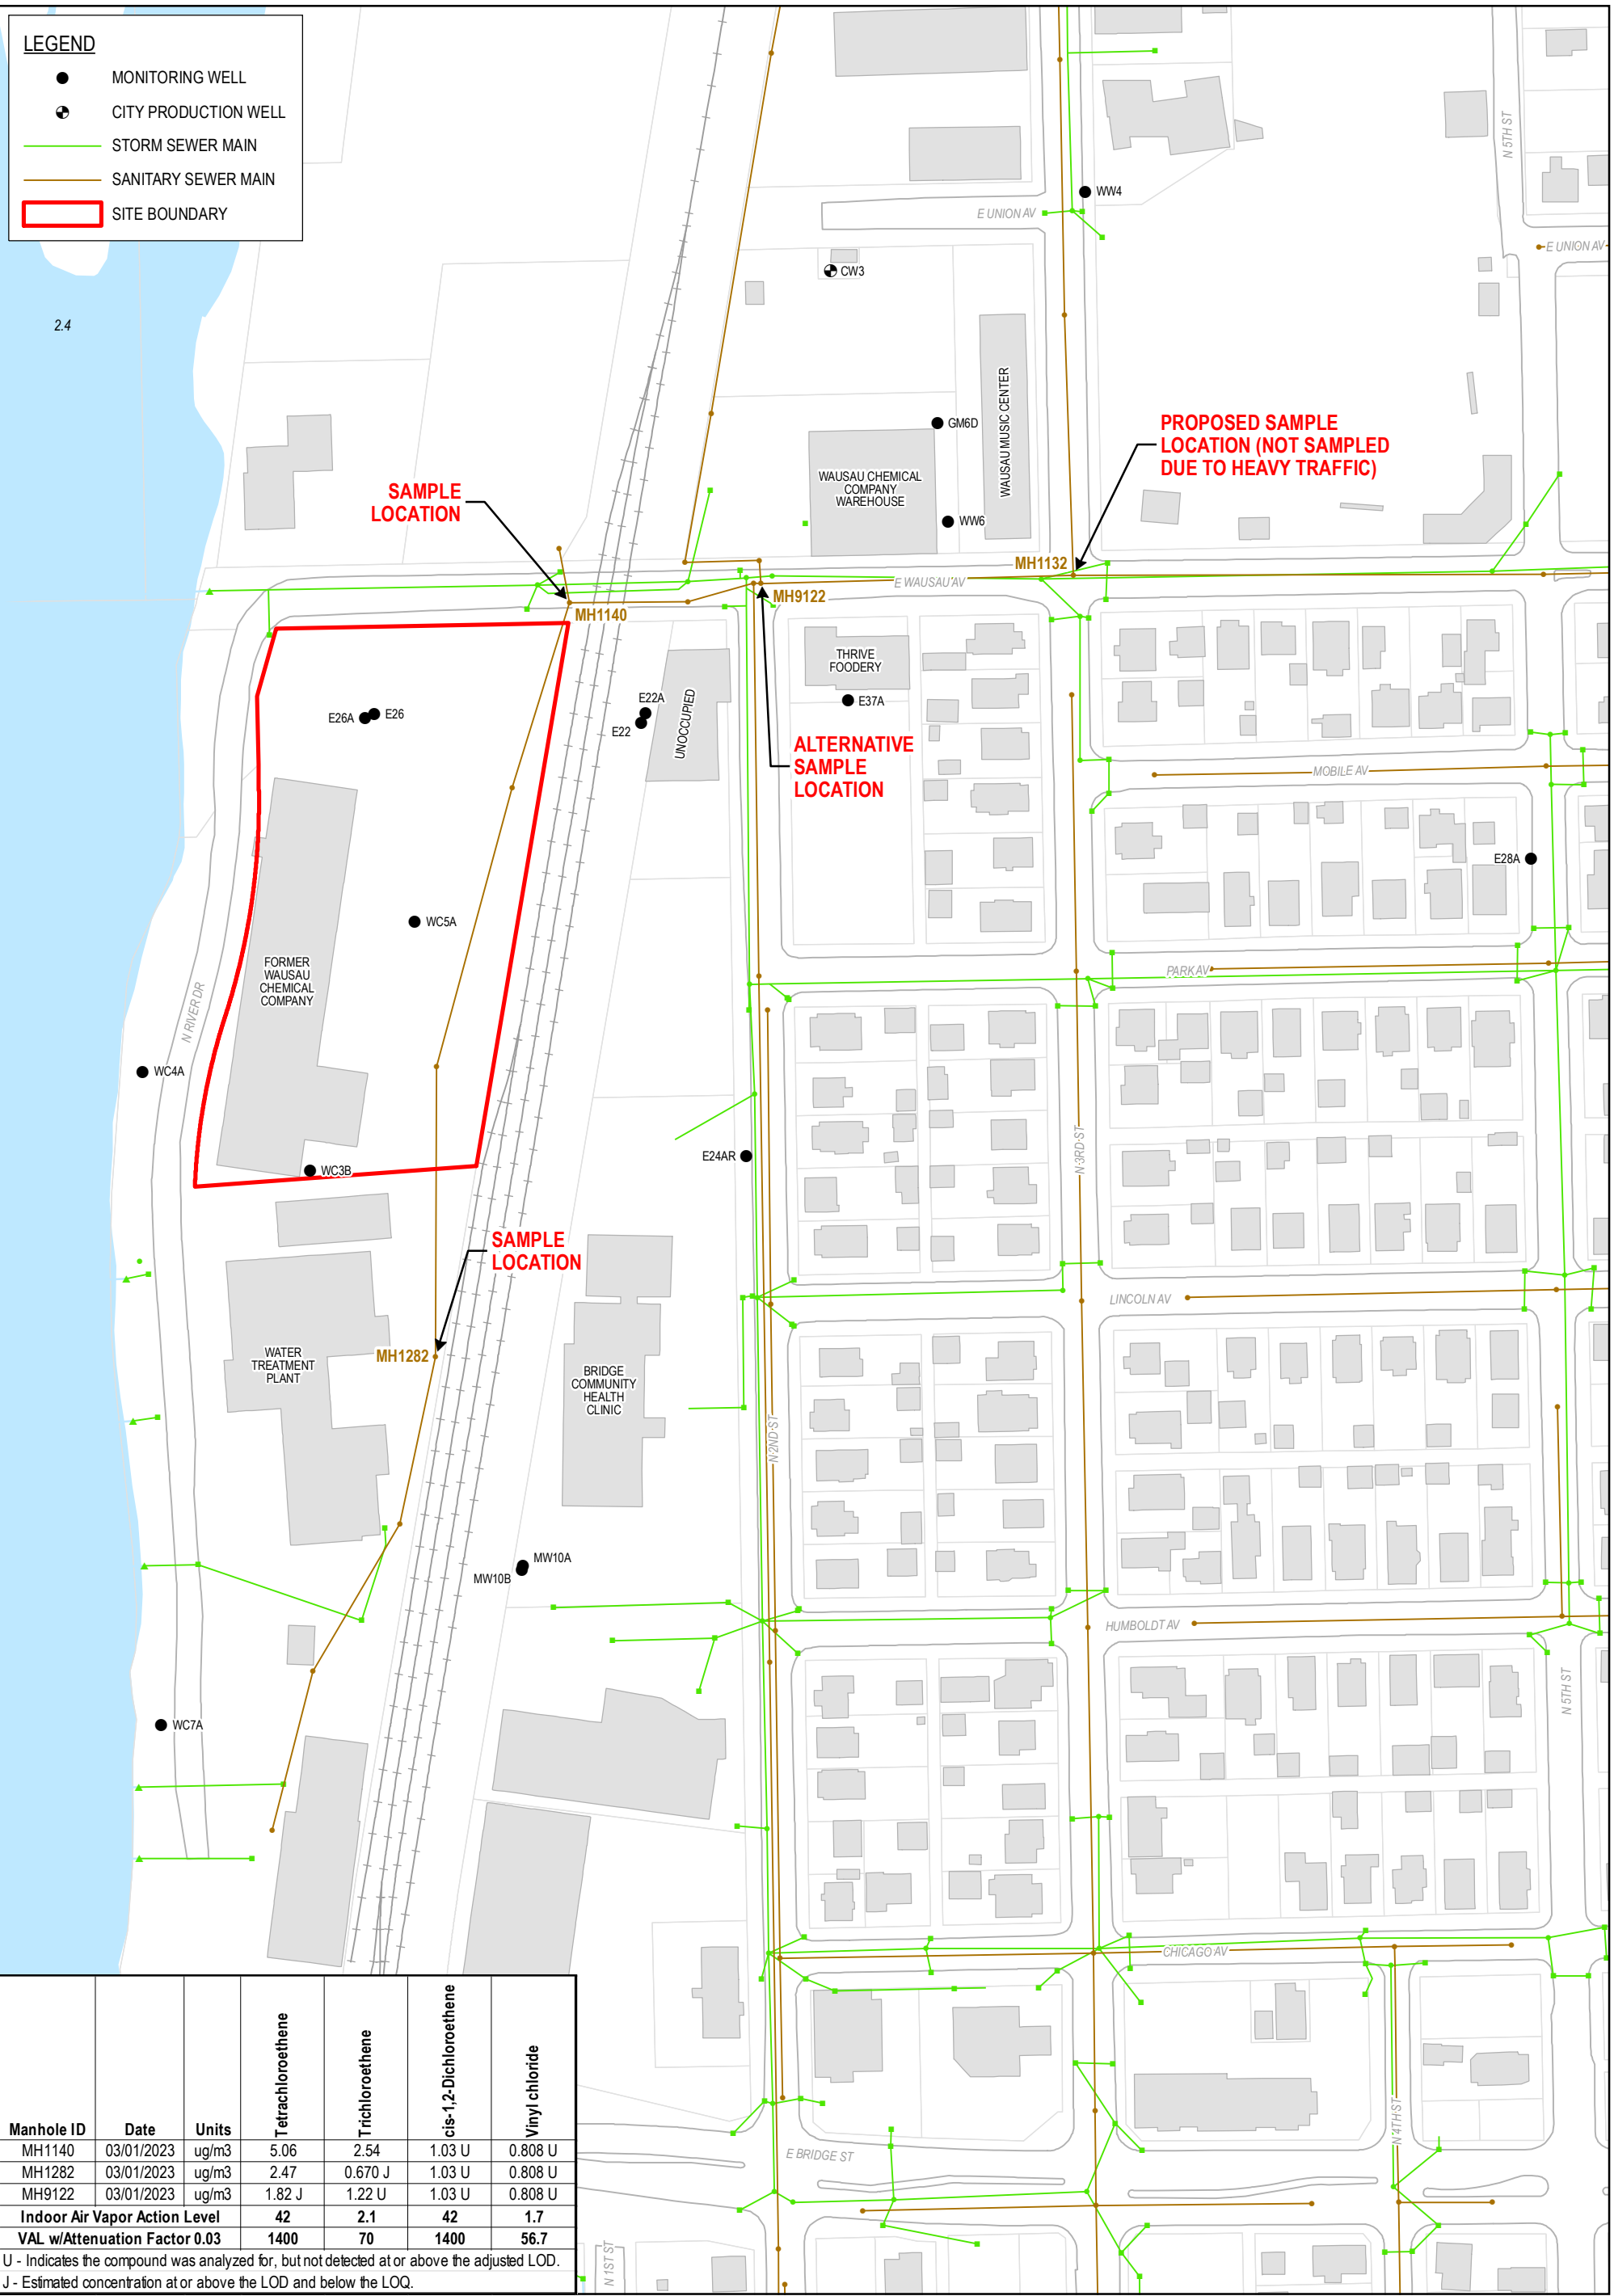 LEGEND
MONITORING WELL
CITY PRODUCTION WELL
STORM SEWER MAIN
SANITARY SEWER MAIN
SITE BOUNDARY
2.4
N 5TH ST
WW4
E UNION AV
E UNION AV
CW3
WAUSAU MUSIC CENTER
GM6D
PROPOSED SAMPLE
LOCATION (NOT SAMPLED
DUE TO HEAVY TRAFFIC)
WAUSAU CHEMICAL
COMPANY
WAREHOUSE
SAMPLE
LOCATION
WW6
MH1132
E WAUSAU AV
MH9122
MH1140
THRIVE
FOODERY
E37A
E22A
E22
UNOCCUPIED
E26A
E26
ALTERNATIVE
SAMPLE
LOCATION
MOBILE AV
E28A
WC5A
FORMER
WAUSAU
CHEMICAL
COMPANY
PARK AV
N RIVER DR
WC4A
E24AR
N 3RD ST
WC3B
SAMPLE
LOCATION
LINCOLN AV
MH1282
WATER
TREATMENT
PLANT
BRIDGE
COMMUNITY
HEALTH
CLINIC
N 2ND ST
MW10A
MW10B
HUMBOLDT AV
N 5TH ST
WC7A
CHICAGO AV
N 4TH ST
E BRIDGE ST
N 1ST ST
Manhole ID Date Units Tetrachloroethene Trichloroethene cis-1,2-Dichloroethene Vinyl chloride
MH1140 03/01/2023 ug/m3 5.06 2.54 1.03 U 0.808 U
MH1282 03/01/2023 ug/m3 2.47 0.670 J 1.03 U 0.808 U
MH9122 03/01/2023 ug/m3 1.82 J 1.22 U 1.03 U 0.808 U
Indoor Air Vapor Action Level 42 2.1 42 1.7
VAL w/Attenuation Factor 0.03 1400 70 1400 56.7
U - Indicates the compound was analyzed for, but not detected at or above the adjusted LOD.
J - Estimated concentration at or above the LOD and below the LOQ.